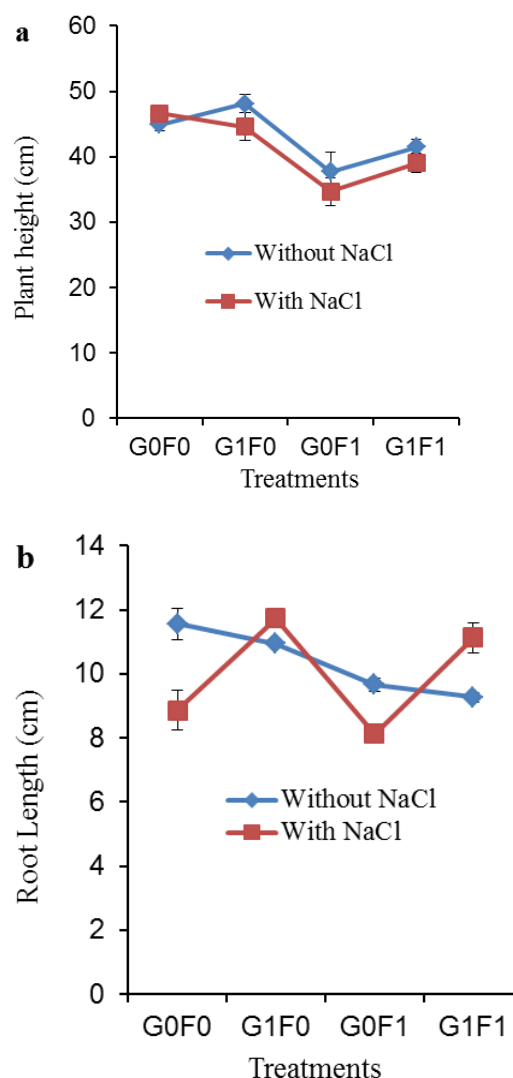 a
60
50
40
30
20
10
0
Plant height (cm)
Without NaCl
With NaCl
G0F0 G1F0 G0F1 G1F1
Treatments
b
14
12
10
8
6
4
2
0
Root Length (cm)
Without NaCl
With NaCl
G0F0 G1F0 G0F1 G1F1
Treatments